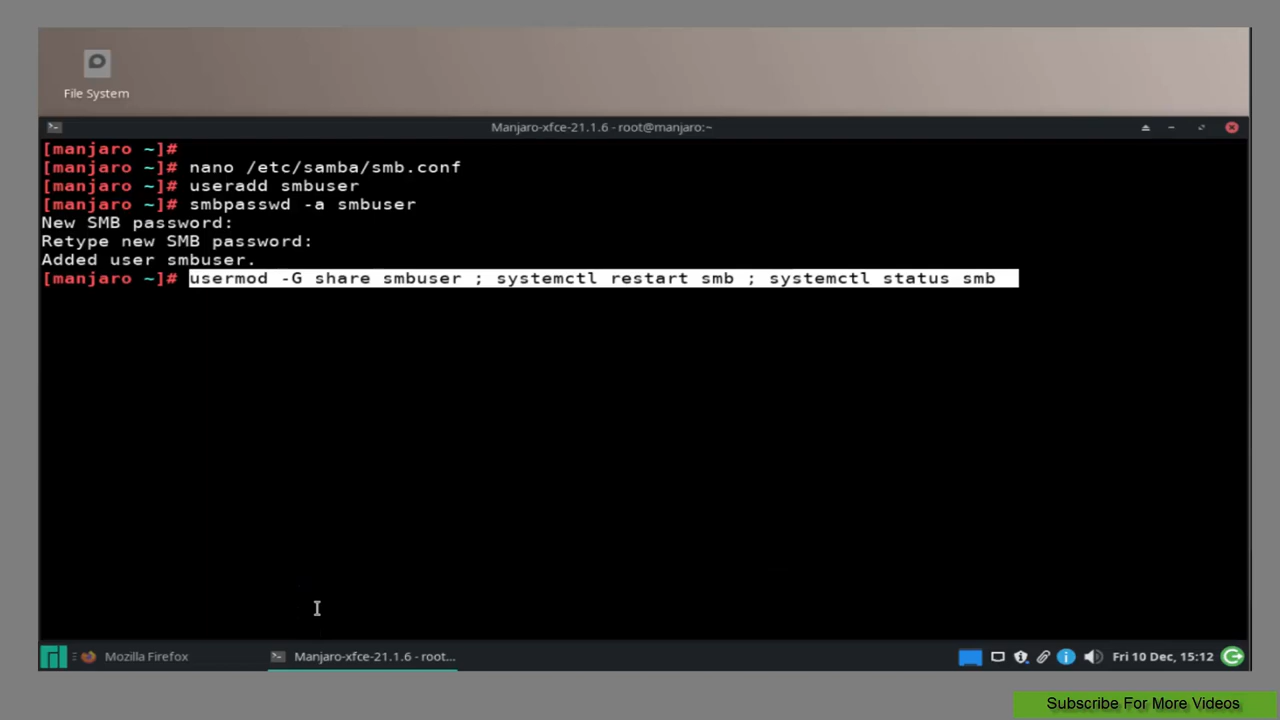 File System
Manjaro-xfce-21.1.6 - root@manjaro:~
[manjaro ~]#
[manjaro ~]# nano /etc/samba/smb.conf
[manjaro ~]# useradd smbuser
[manjaro ~]# smbpasswd -a smbuser
New SMB password:
Retype new SMB password:
Added user smbuser.
[manjaro ~]# usermod -G share smbuser ; systemctl restart smb ; systemctl status smb
Mozilla Firefox
Manjaro-xfce-21.1.6 - root...
Fri 10 Dec, 15:12
Subscribe For More Videos